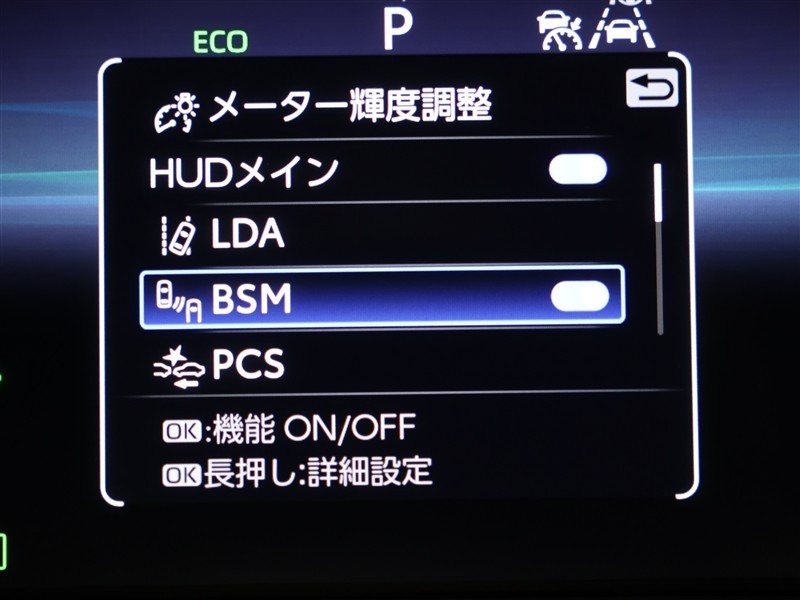 ECO
P
メーター輝度調整
HUDメイン
LDA
BSM
PCS
OK:機能 ON/OFF
OK長押し:詳細設定